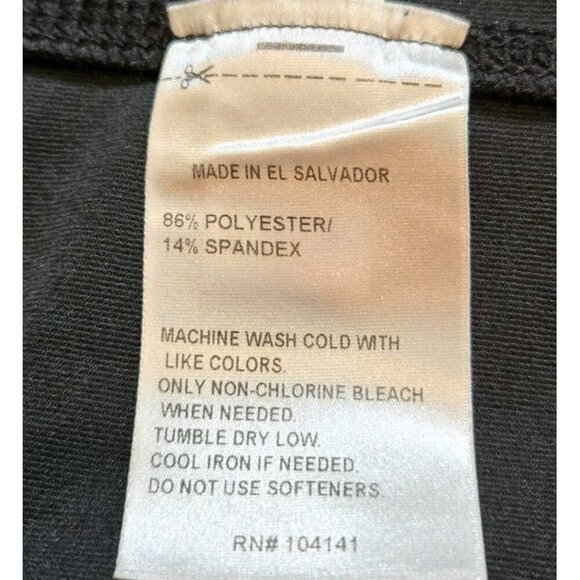 MADE IN EL SALVADOR
86% POLYESTER/
14% SPANDEX
MACHINE WASH COLD WITH
LIKE COLORS.
ONLY NON-CHLORINE BLEACH
WHEN NEEDED.
TUMBLE DRY LOW.
COOL IRON IF NEEDED.
DO NOT USE SOFTENERS.
RN# 104141